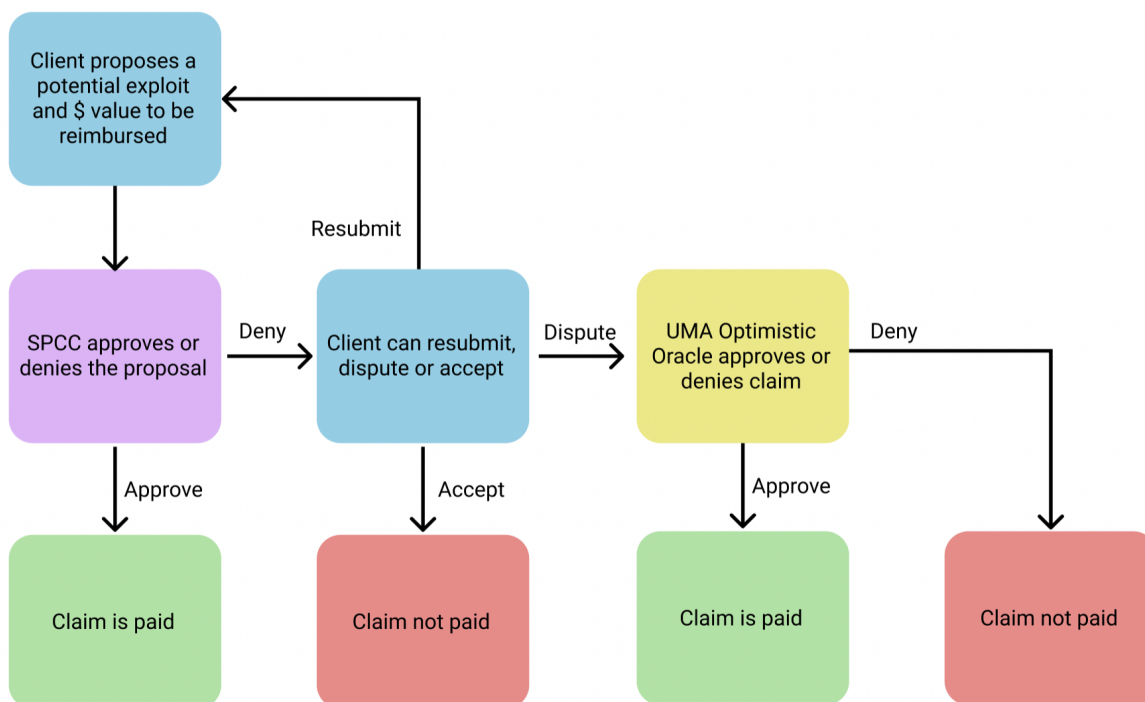 Client proposes a
potential exploit
and $ value to be
reimbursed
Resubmit
SPCC approves or
denies the proposal
Deny
Client can resubmit,
dispute or accept
Dispute
UMA Optimistic
Oracle approves or
denies claim
Deny
Approve
Accept
Approve
Claim is paid
Claim not paid
Claim is paid
Claim not paid